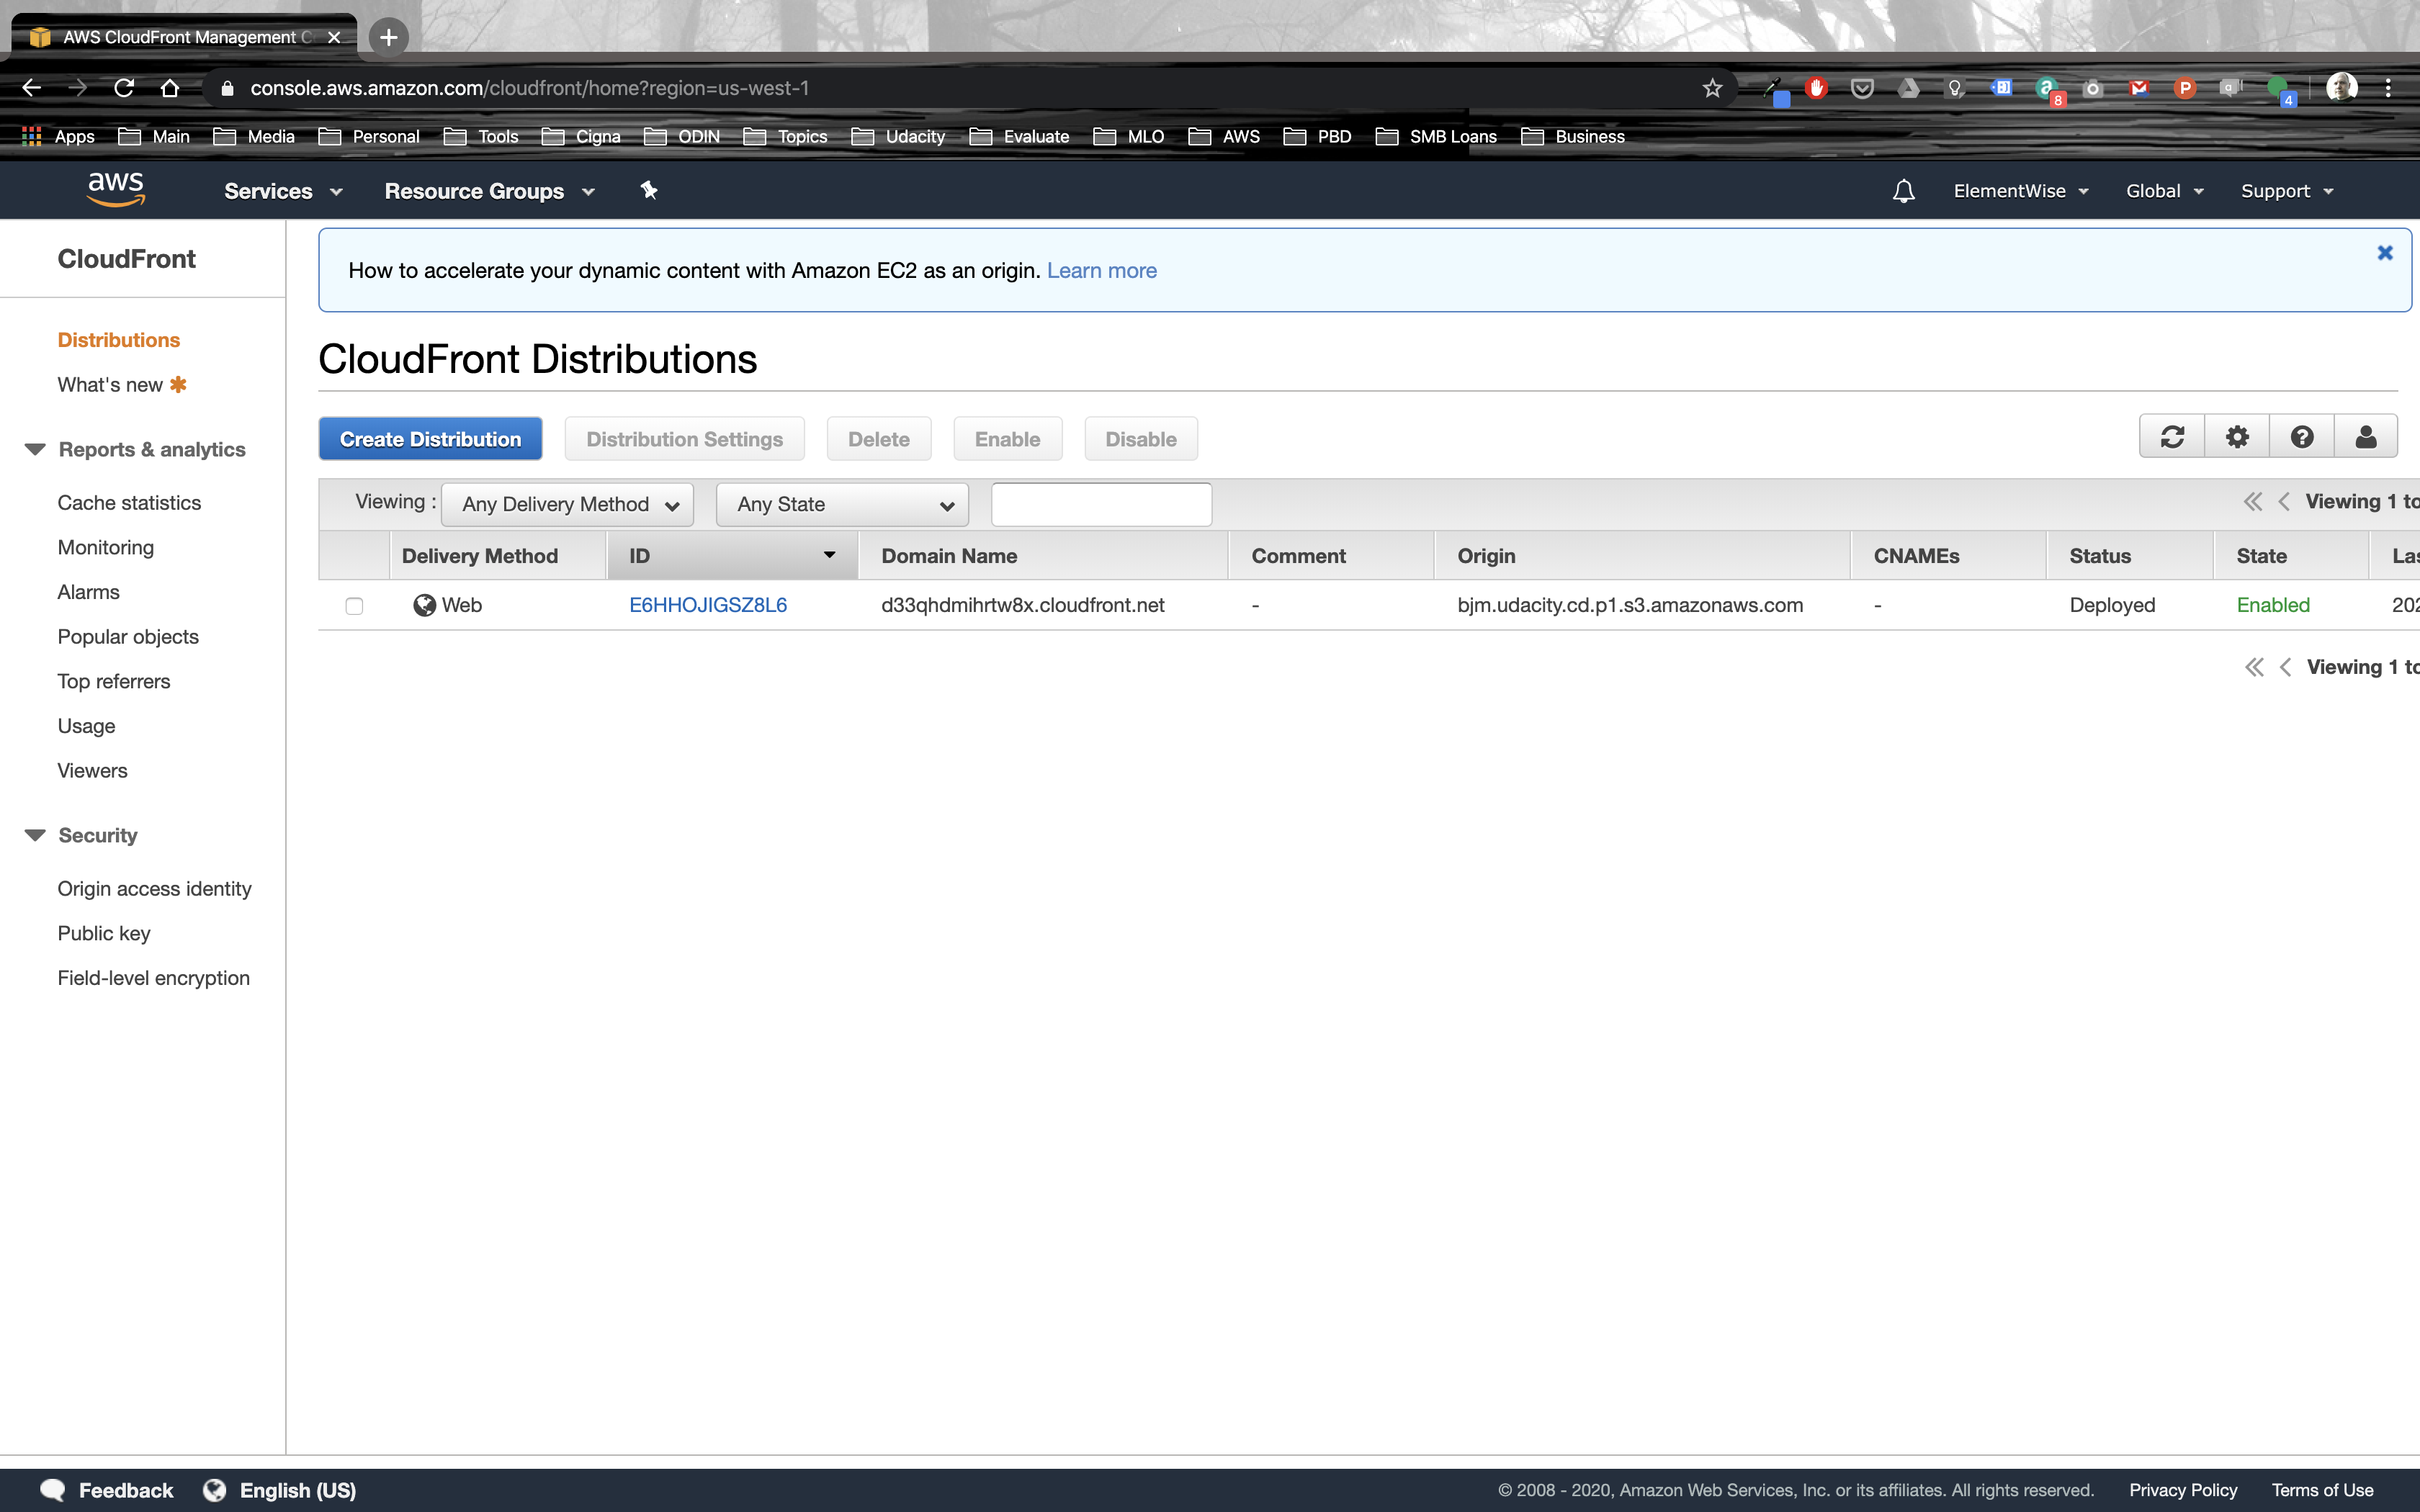 AWS CloudFront Management C
console.aws.amazon.com/cloudfront/home?region=us-west-1
8
4
Apps Main Media Personal Tools Cigna ODIN Topics Udacity Evaluate MLO AWS PBD SMB Loans Business
aws Services Resource Groups ElementWise Global Support
CloudFront
Distributions
What's new
Reports & analytics
Cache statistics
Monitoring
Alarms
Popular objects
Top referrers
Usage
Viewers
Security
Origin access identity
Public key
Field-level encryption
How to accelerate your dynamic content with Amazon EC2 as an origin. Learn more
CloudFront Distributions
Create Distribution Distribution Settings Delete Enable Disable
Viewing : Any Delivery Method Any State Viewing 1 to
Delivery Method ID Domain Name Comment Origin CNAMEs Status State Las
Web E6HHOJIGSZ8L6 d33qhdmihrtw8x.cloudfront.net - bjm.udacity.cd.p1.s3.amazonaws.com - Deployed Enabled 202
Viewing 1 to
Feedback English (US) © 2008 - 2020, Amazon Web Services, Inc. or its affiliates. All rights reserved. Privacy Policy Terms of Use